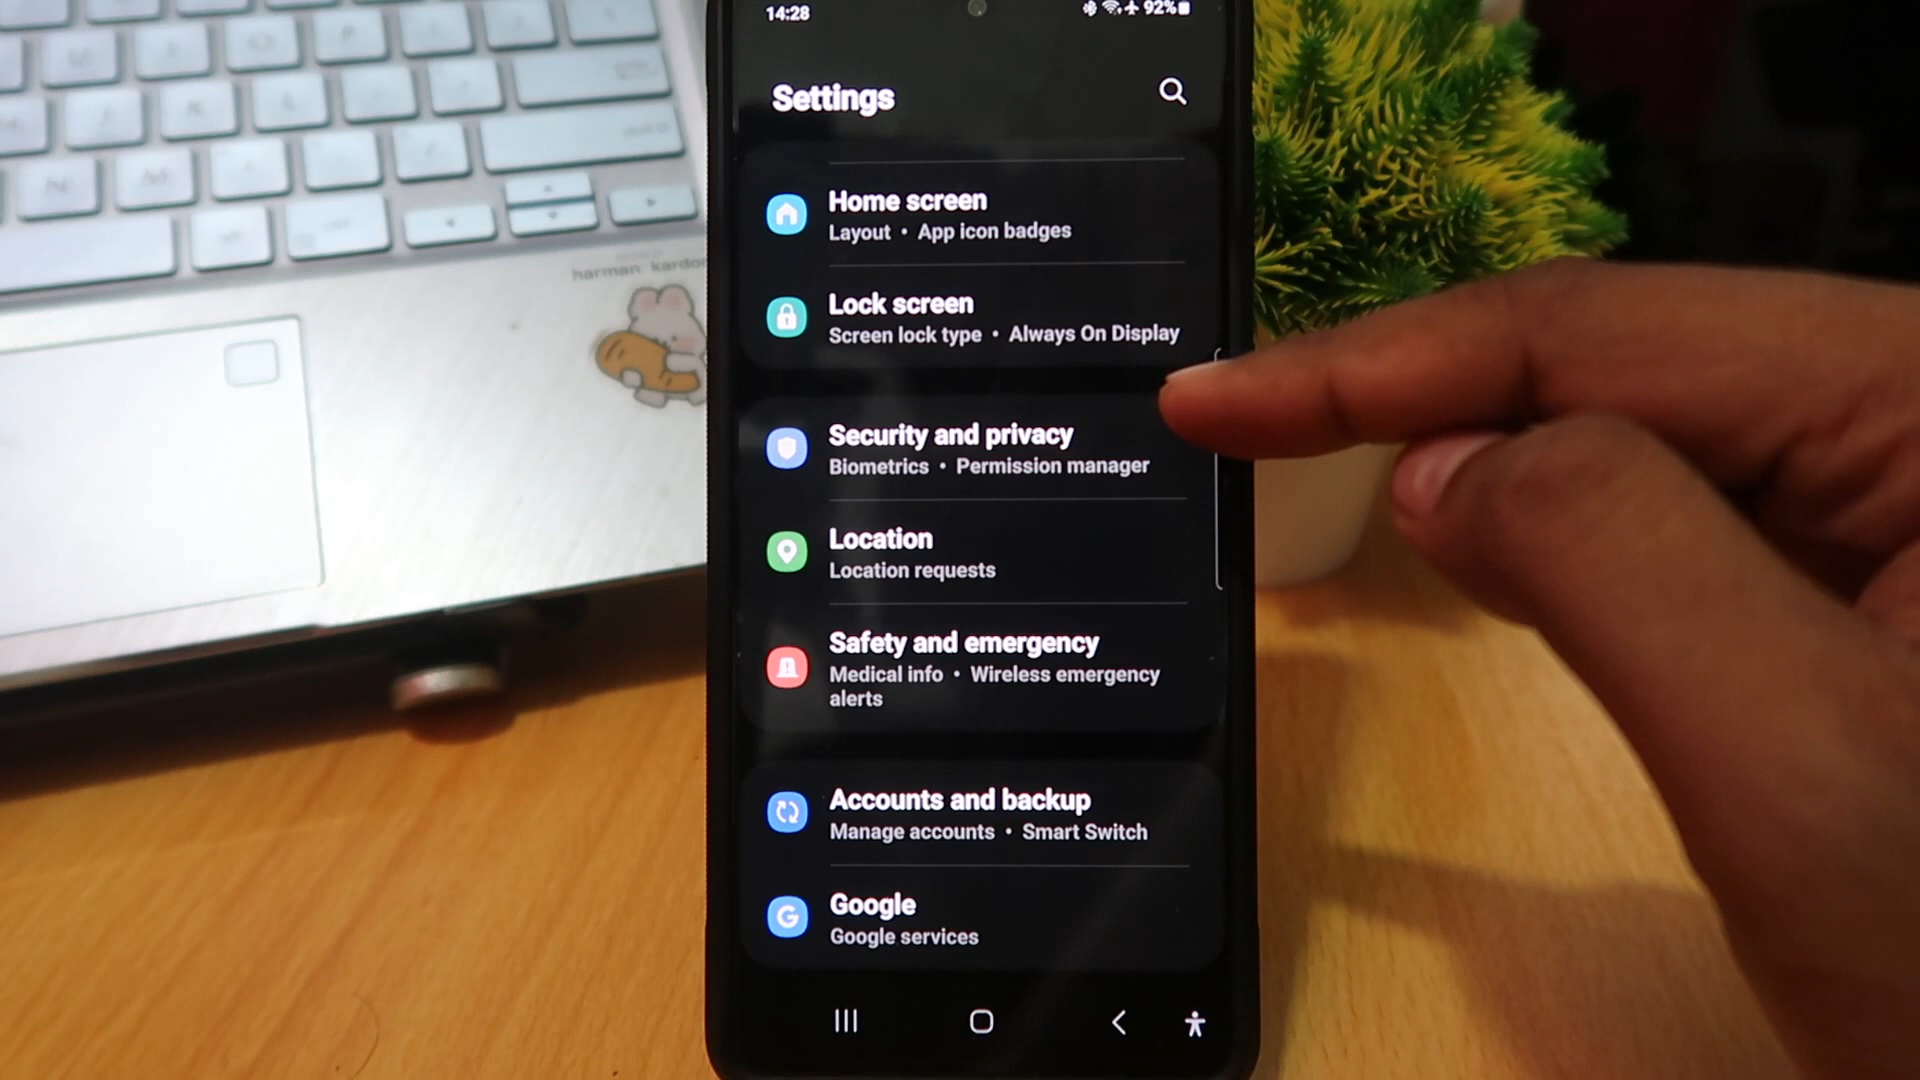 14:28
92%
Settings
Home screen
Layout • App icon badges
Lock screen
Screen lock type • Always On Display
Security and privacy
Biometrics • Permission manager
Location
Location requests
Safety and emergency
Medical info • Wireless emergency
alerts
Accounts and backup
Manage accounts • Smart Switch
Google
Google services
harman kardon